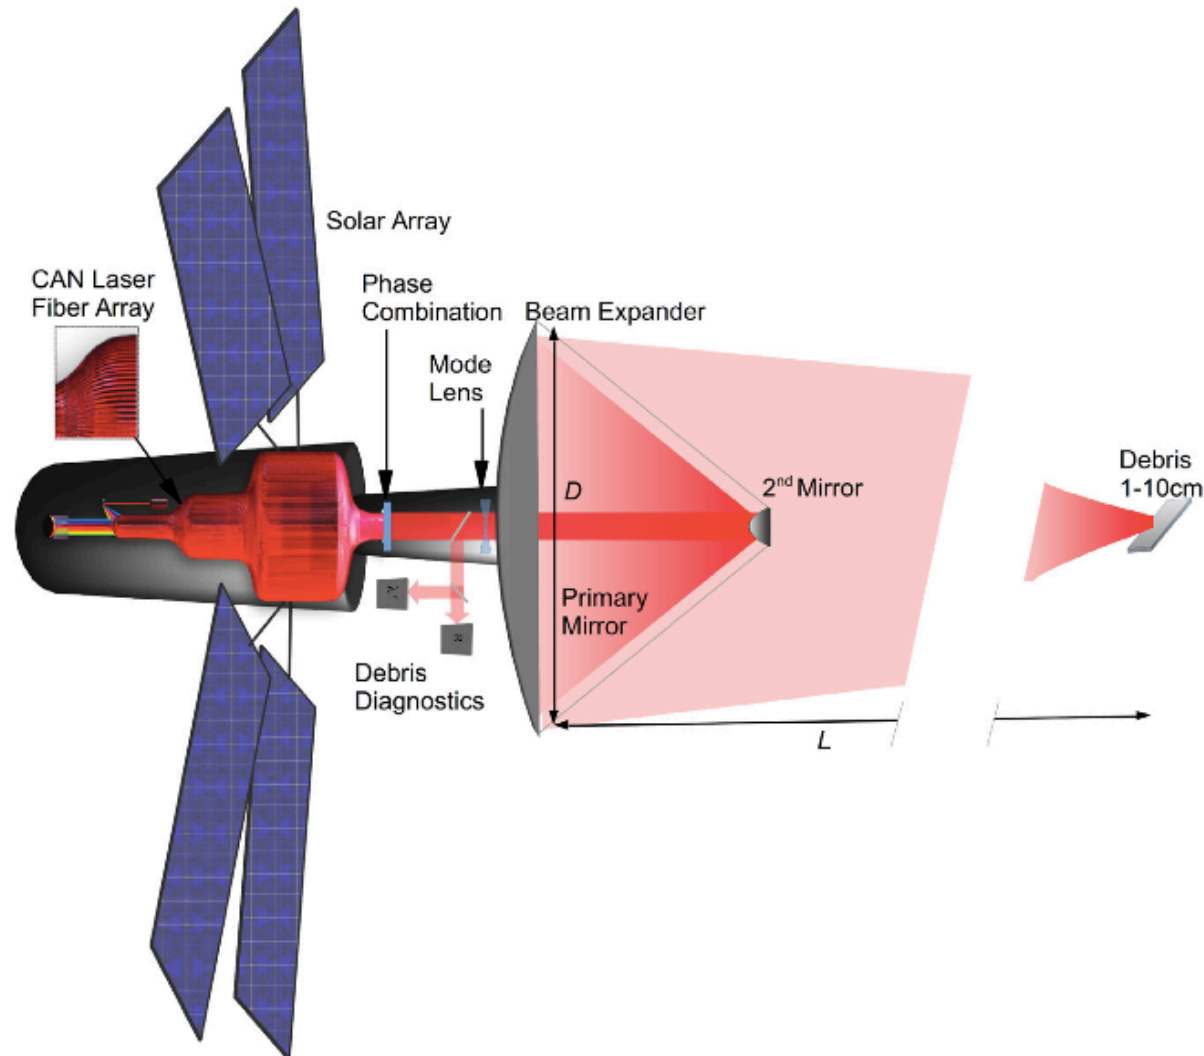 Solar Array
CAN Laser
Fiber Array
Phase
Combination
Beam Expander
Mode
Lens
D
2nd Mirror
Debris
1-10cm
Primary
Mirror
Debris
Diagnostics
L